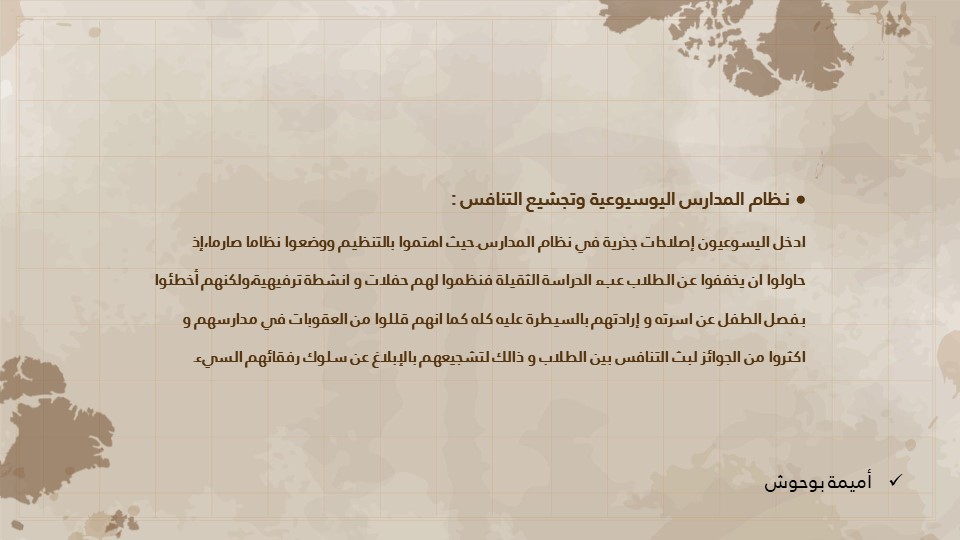 ● نظام المدارس اليوسيوعية وتجشيع التنافس :
ادخل اليسوعيون إصلاحات جذرية في نظام المدارس.حيث اهتموا بالتنظيم ووضعوا نظاما صارما،إذ
حاولوا ان يخففوا عن الطلاب عبء الدراسة الثقيلة فنظموا لهم حفلات و انشطة ترفيهية،ولكنهم أخطئوا
بفصل الطفل عن اسرته و إرادتهم بالسيطرة عليه كله كما انهم قللوا من العقوبات في مدارسهم و
اكثروا من الجوائز لبث التنافس بين الطلاب و ذالك لتشجيعهم بالإبلاغ عن سلوك رفقائهم السيء.
✓ أميمة بوحوش